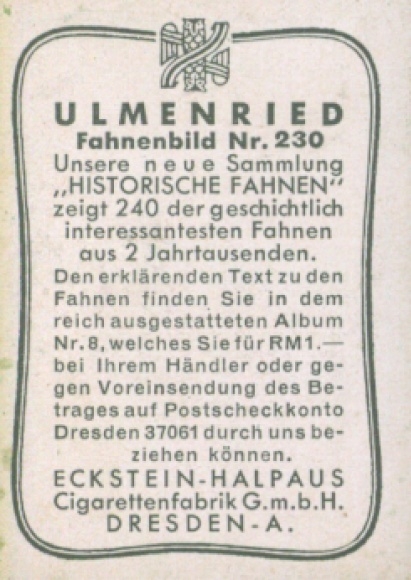 ULMENRIED
Fahnenbild Nr. 230
Unsere neue Sammlung
„HISTORISCHE FAHNEN“
zeigt 240 der geschichtlich
interessantesten Fahnen
aus 2 Jahrtausenden.
Den erklärenden Text zu den
Fahnen finden Sie in dem
reich ausgestatteten Album
Nr. 8, welches Sie für RM1.—
bei Ihrem Händler oder ge-
gen Voreinsendung des Be-
trages auf Postscheckkonto
Dresden 37061 durch uns be-
ziehen können.
ECKSTEIN-HALPAUS
Cigarettenfabrik G.m.b.H.
DRESDEN-A.